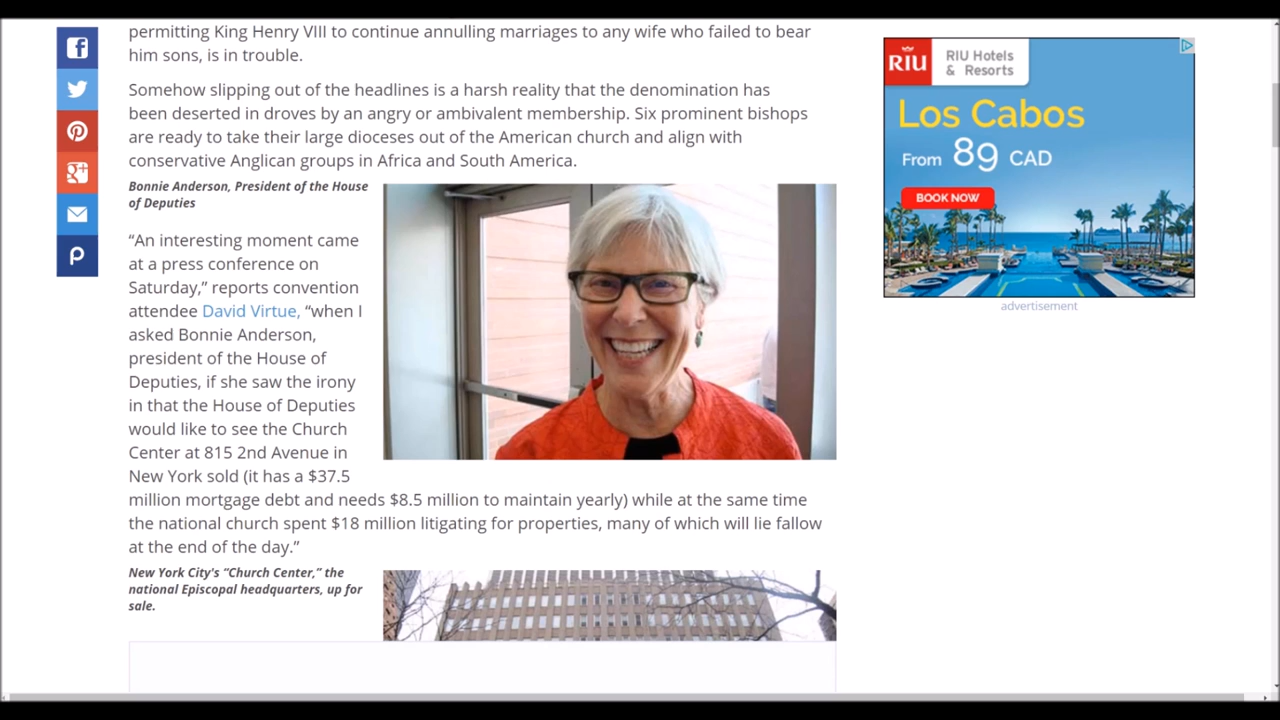 permitting King Henry VIII to continue annulling marriages to any wife who failed to bear
him sons, is in trouble.
Somehow slipping out of the headlines is a harsh reality that the denomination has
been deserted in droves by an angry or ambivalent membership. Six prominent bishops
are ready to take their large dioceses out of the American church and align with
conservative Anglican groups in Africa and South America.
Bonnie Anderson, President of the House
of Deputies
“An interesting moment came
at a press conference on
Saturday,” reports convention
attendee David Virtue, “when I
asked Bonnie Anderson,
president of the House of
Deputies, if she saw the irony
in that the House of Deputies
would like to see the Church
Center at 815 2nd Avenue in
New York sold (it has a $37.5
million mortgage debt and needs $8.5 million to maintain yearly) while at the same time
the national church spent $18 million litigating for properties, many of which will lie fallow
at the end of the day.”
New York City's “Church Center,” the
national Episcopal headquarters, up for
sale.
RIU
RIU Hotels
& Resorts
Los Cabos
From 89 CAD
BOOK NOW
advertisement